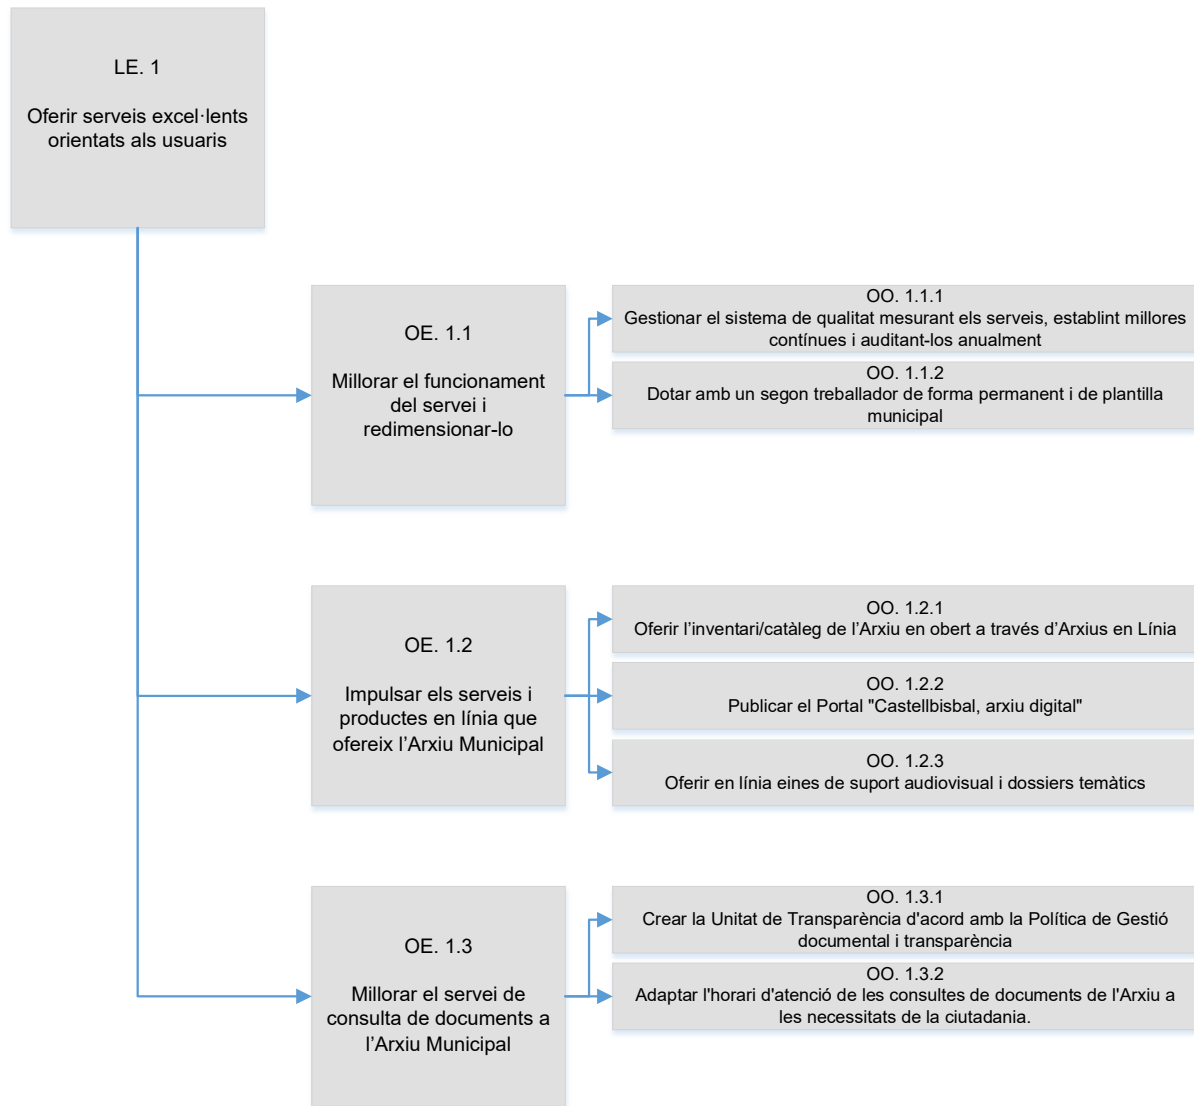 LE. 1
Oferir serveis excel·lents
orientats als usuaris
OE. 1.1
Millorar el funcionament
del servei i
redimensionar-lo
OO. 1.1.1
Gestionar el sistema de qualitat mesurant els serveis, establint millores
contínues i auditant-los anualment
OO. 1.1.2
Dotar amb un segon treballador de forma permanent i de plantilla
municipal
OE. 1.2
Impulsar els serveis i
productes en línia que
ofereix l’Arxiu Municipal
OO. 1.2.1
Oferir l’inventari/catàleg de l’Arxiu en obert a través d’Arxius en Línia
OO. 1.2.2
Publicar el Portal "Castellbisbal, arxiu digital"
OO. 1.2.3
Oferir en línia eines de suport audiovisual i dossiers temàtics
OE. 1.3
Millorar el servei de
consulta de documents a
l’Arxiu Municipal
OO. 1.3.1
Crear la Unitat de Transparència d'acord amb la Política de Gestió
documental i transparència
OO. 1.3.2
Adaptar l'horari d'atenció de les consultes de documents de l'Arxiu a
les necessitats de la ciutadania.